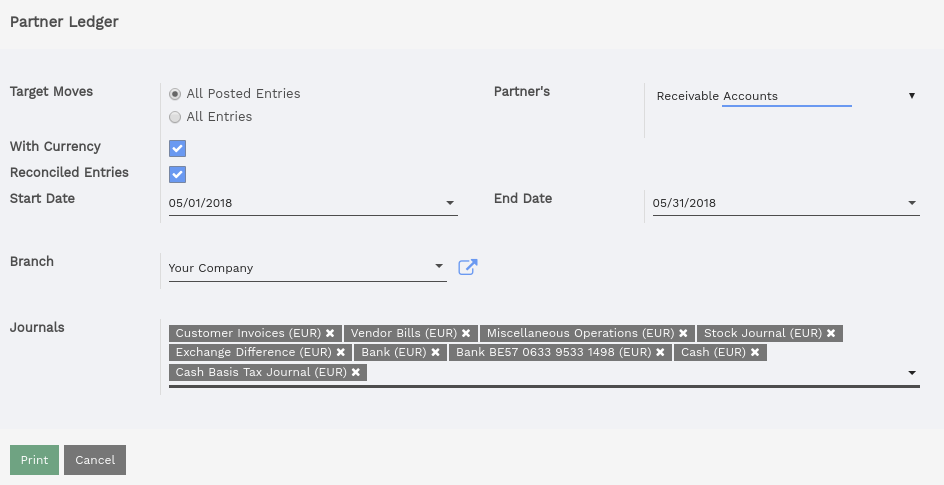 Partner Ledger
Target Moves
All Posted Entries
Partner's
Receivable Accounts
All Entries
With Currency
Reconciled Entries
Start Date
05/01/2018
End Date
05/31/2018
Branch
Your Company
Journals
Customer Invoices (EUR) Vendor Bills (EUR) Miscellaneous Operations (EUR) Stock Journal (EUR)
Exchange Difference (EUR) Bank (EUR) Bank BE57 0633 9533 1498 (EUR) Cash (EUR)
Cash Basis Tax Journal (EUR)
Print Cancel